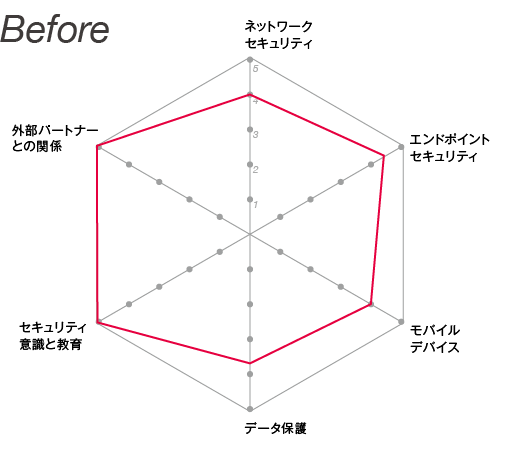 Before
ネットワーク
セキュリティ
5
4
3
2
1
外部パートナー
との関係
エンドポイント
セキュリティ
セキュリティ
意識と教育
モバイル
デバイス
データ保護